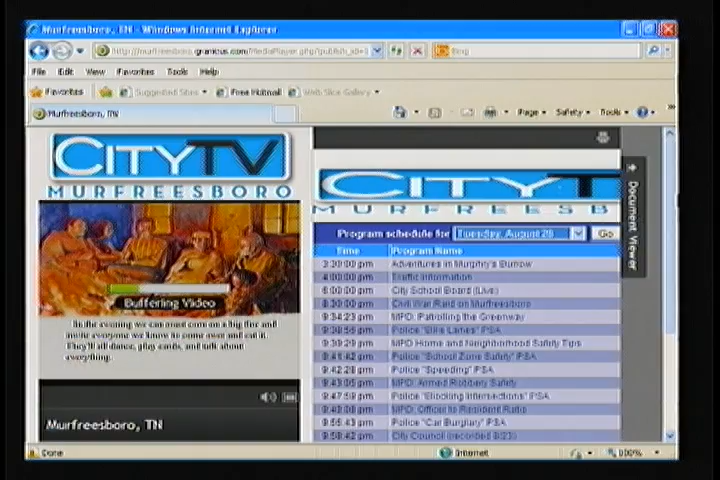 Murfreesboro, TN - Windows Internet Explorer
http://murfreesboro.granicus.com/MediaPlayer.php?publish_id=
Bing
File Edit View Favorites Tools Help
Favorites Suggested Sites Free Hotmail Web Slice Gallery
Murfreesboro, TN
Page Safety Tools
CITYTV
MURFREESBORO
Buffering Video
In the evening we can roast corn on a big fire and
invite everyone we know to come over and eat it.
They'll all dance, play cards, and talk about
everything.
Murfreesboro, TN
CITYT
MURFREESB
Program schedule for Tuesday, August 28 Go
Time Program Name
3:30:00 pm Adventures in Murphy's Burrow
4:00:00 pm Traffic Information
6:00:00 pm City School Board (Live)
8:30:00 pm Civil War Raid on Murfreesboro
9:34:23 pm MPD: Patrolling the Greenway
9:38:56 pm Police "Bike Lanes" PSA
9:39:29 pm MPD Home and Neighborhood Safety Tips
9:41:42 pm Police "School Zone Safety" PSA
9:42:28 pm Police "Speeding" PSA
9:43:05 pm MPD: Armed Robbery Safety
9:47:59 pm Police "Blocking Intersections" PSA
MPD: Officer to Resident Ratio
9:55:43 pm Police "Car Burglary" PSA
9:58:42 pm City Council (recorded 8/23)
Document Viewer
Done Internet 100%